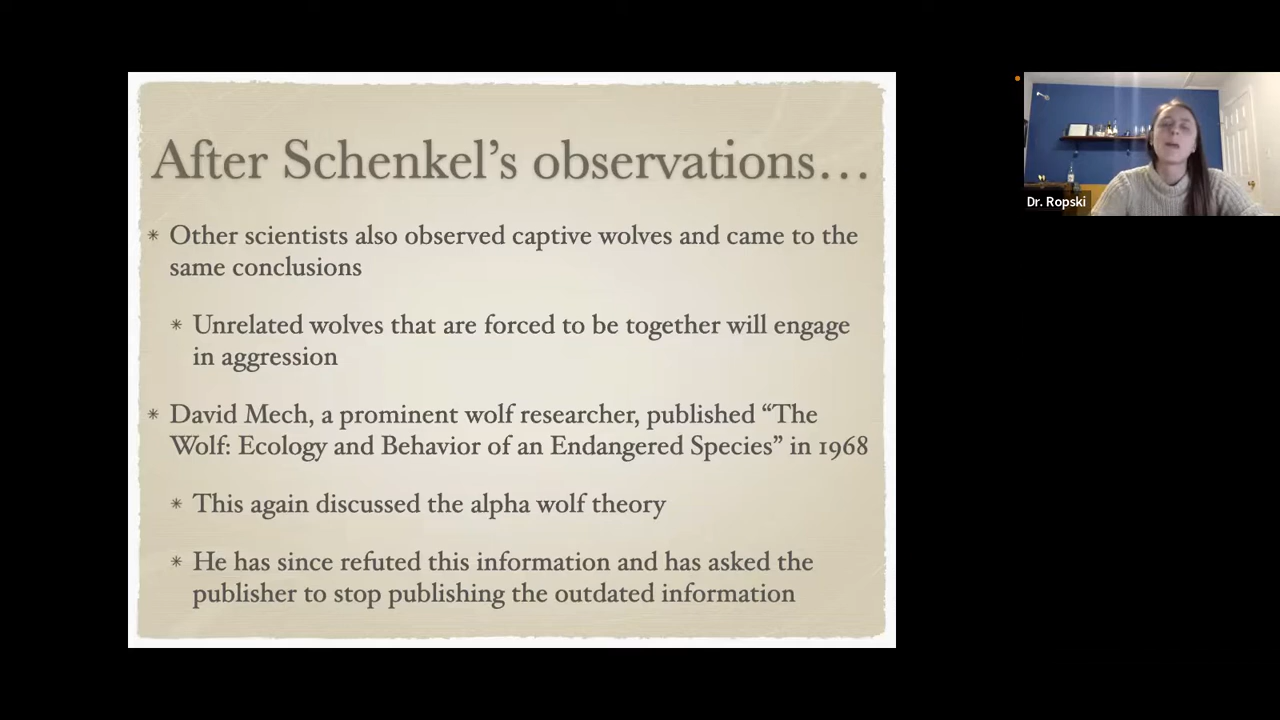 After Schenkel’s observations…
* Other scientists also observed captive wolves and came to the
same conclusions
* Unrelated wolves that are forced to be together will engage
in aggression
* David Mech, a prominent wolf researcher, published “The
Wolf: Ecology and Behavior of an Endangered Species” in 1968
* This again discussed the alpha wolf theory
* He has since refuted this information and has asked the
publisher to stop publishing the outdated information
Dr. Ropski